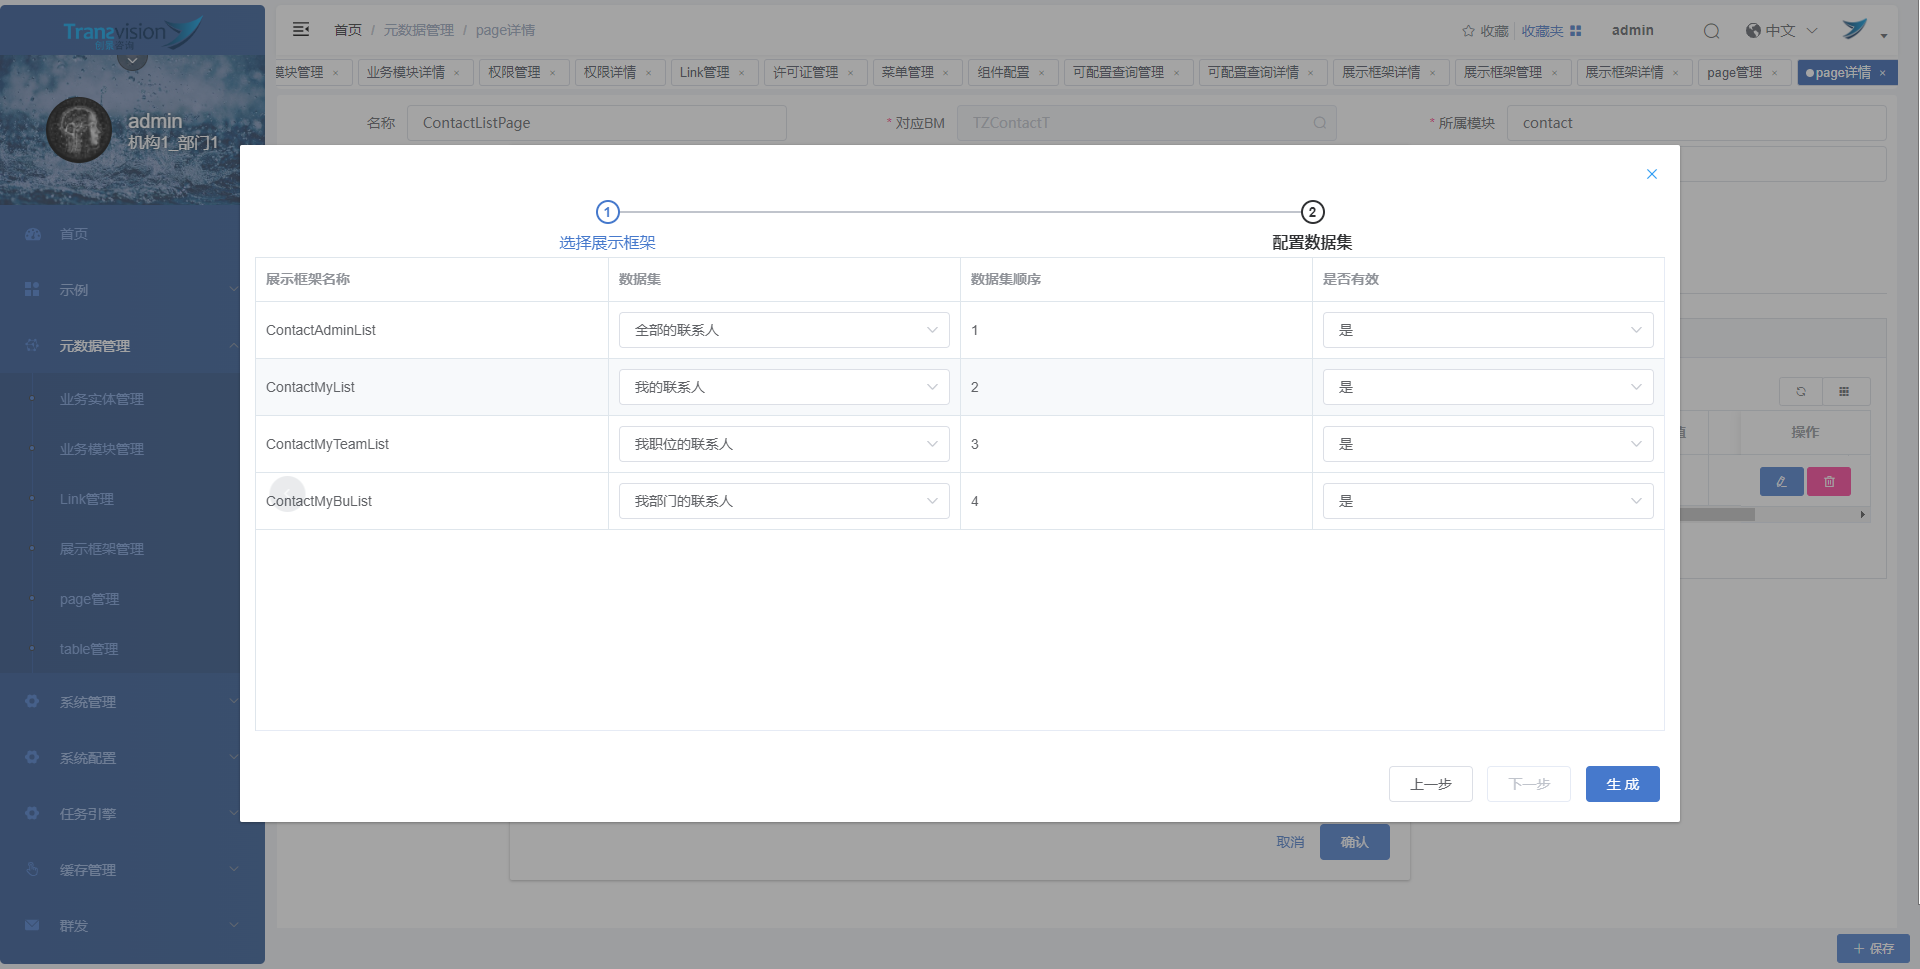 Tranzvision
创景咨询
首页 / 元数据管理 / page详情
收藏
收藏夹
admin
中文
块管理 ×
业务模块详情 ×
权限管理 ×
权限详情 ×
Link管理 ×
许可证管理 ×
菜单管理 ×
组件配置 ×
可配置查询管理 ×
可配置查询详情 ×
展示框架详情 ×
展示框架管理 ×
展示框架详情 ×
page管理 ×
page详情 ×
admin
机构1_部门1
名称 ContactListPage
* 对应BM TZContactT
* 所属模块 contact
首页
示例
元数据管理
业务实体管理
业务模块管理
Link管理
展示框架管理
page管理
table管理
系统管理
系统配置
任务引擎
缓存管理
群发
1
2
选择展示框架
配置数据集
展示框架名称 数据集 数据集顺序 是否有效
ContactAdminList 全部的联系人 1 是
ContactMyList 我的联系人 2 是
ContactMyTeamList 我职位的联系人 3 是
ContactMyBuList 我部门的联系人 4 是
操作
上一步 下一步 生成
取消 确认
+ 保存